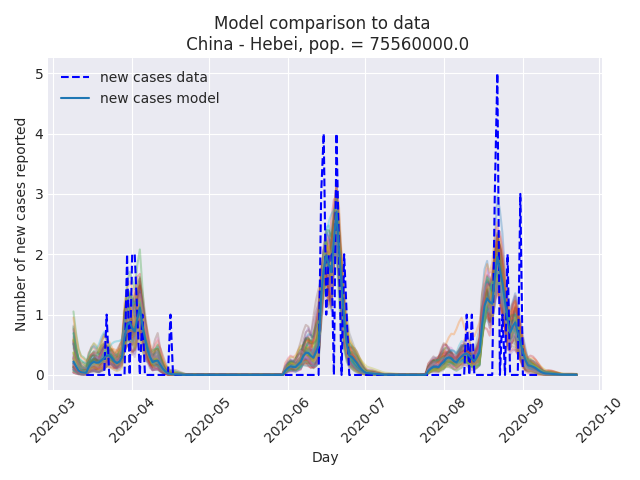 Model comparison to data
China - Hebei, pop. = 75560000.0
new cases data
new cases model
Number of new cases reported
5
4
3
2
1
0
2020-03
2020-04
2020-05
2020-06
2020-07
2020-08
2020-09
2020-10
Day